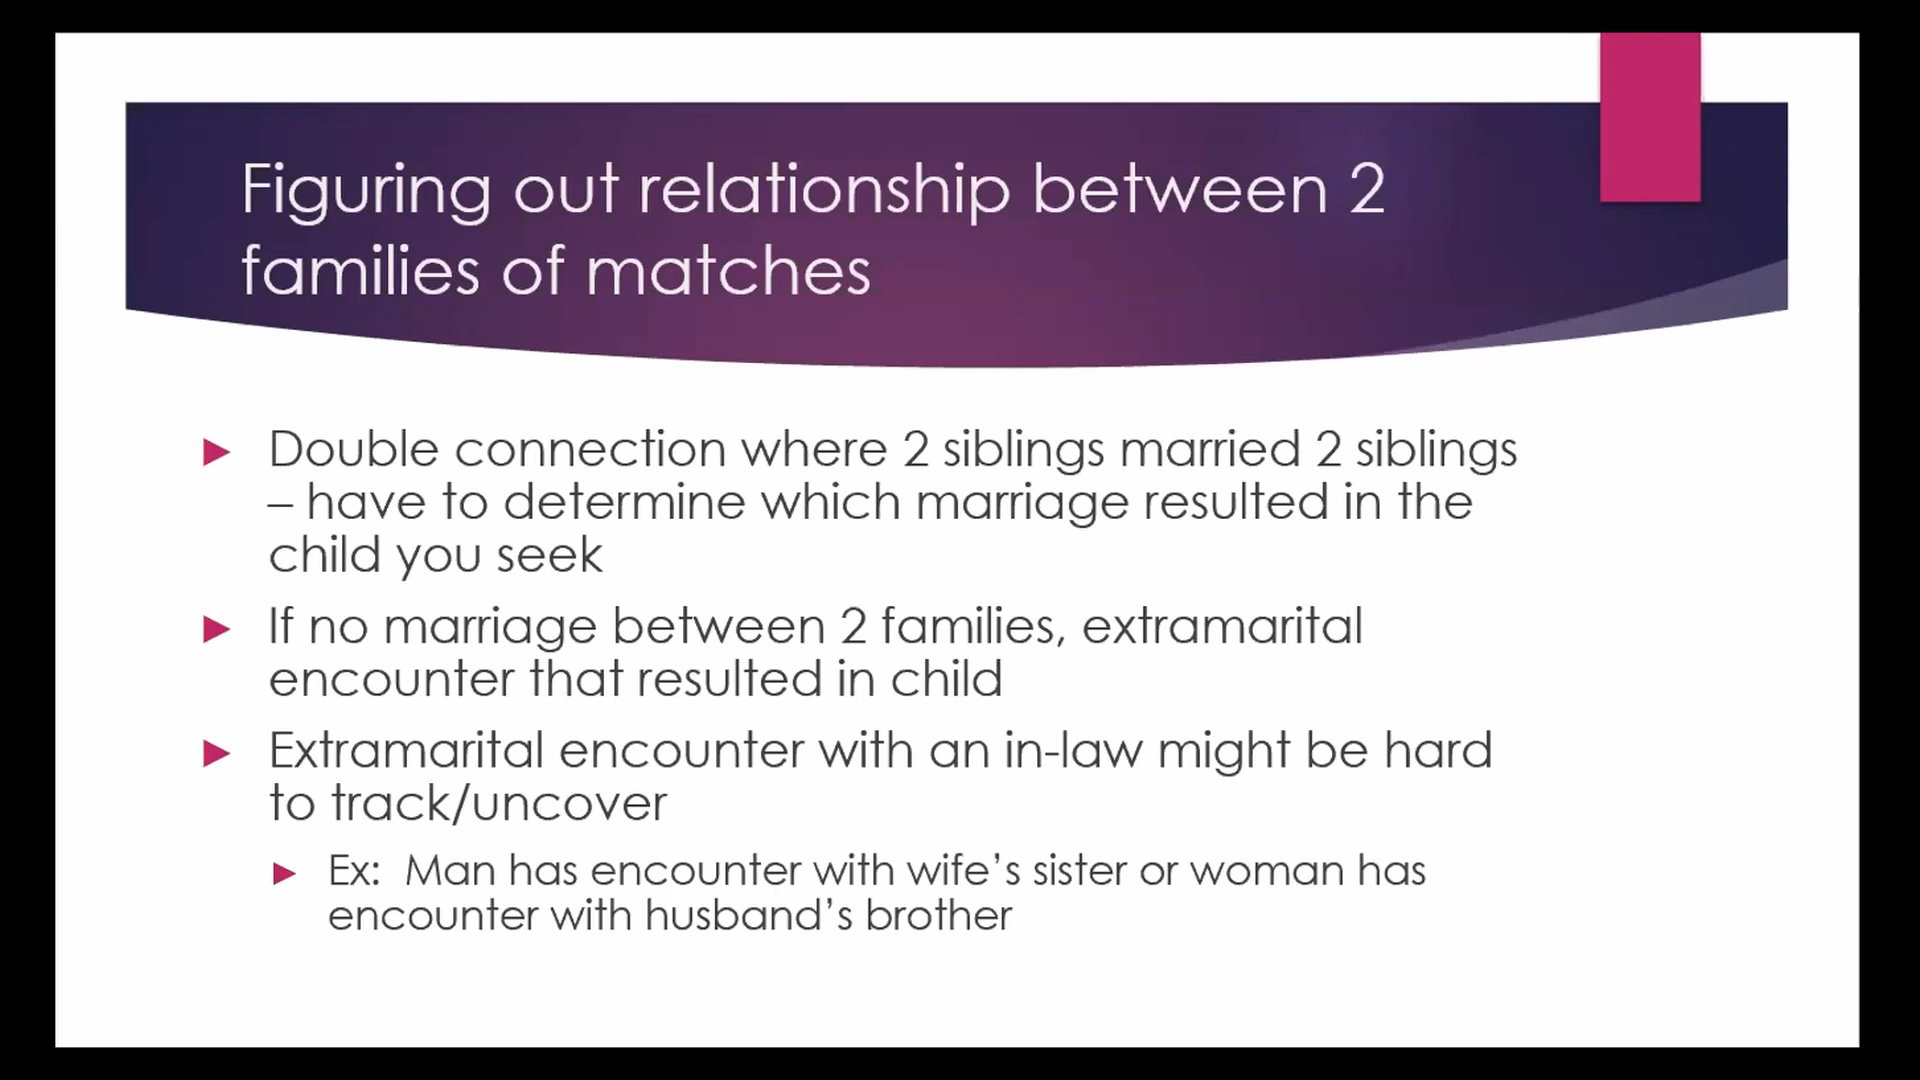 Figuring out relationship between 2
families of matches
Double connection where 2 siblings married 2 siblings
– have to determine which marriage resulted in the
child you seek
If no marriage between 2 families, extramarital
encounter that resulted in child
Extramarital encounter with an in-law might be hard
to track/uncover
Ex:  Man has encounter with wife’s sister or woman has
encounter with husband’s brother